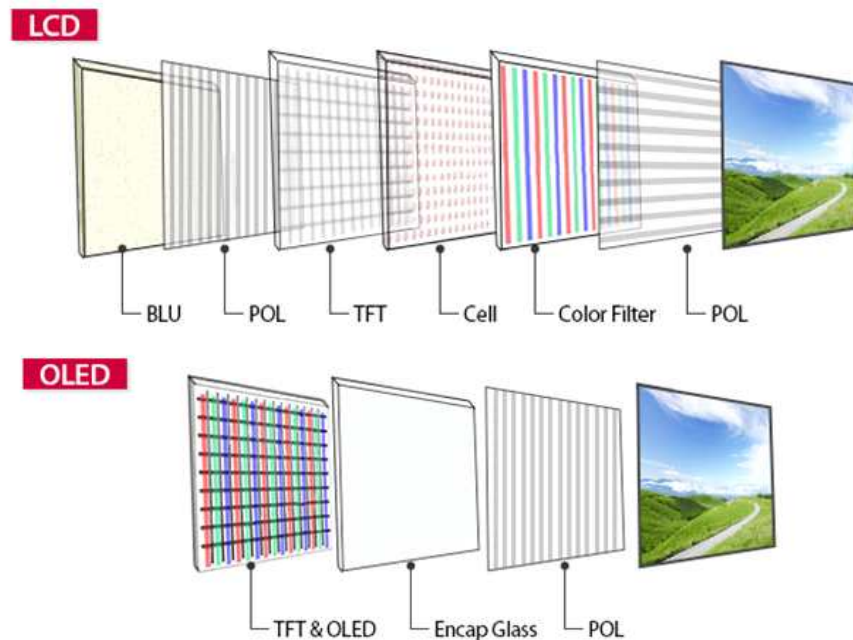 LCD
BLU
POL
TFT
Cell
Color Filter
POL
OLED
TFT & OLED
Encap Glass
POL